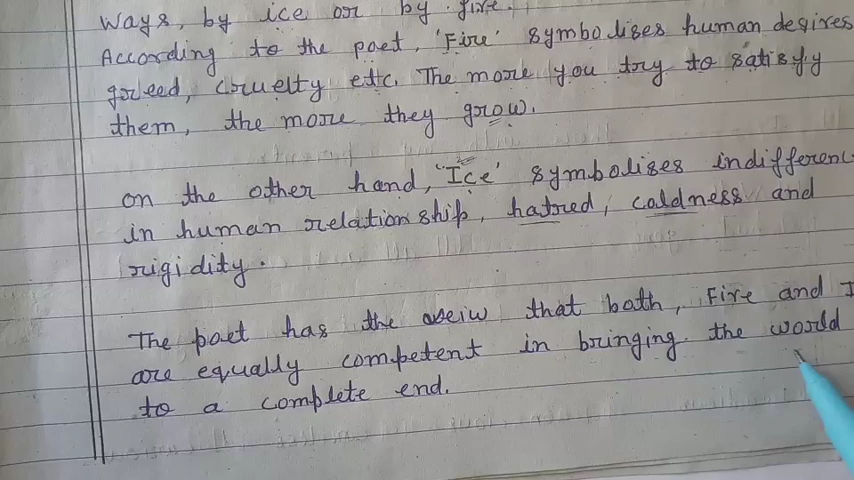 ways, by ice or by fire.
According to the poet, 'Fire' symbolises human desires
greed, cruelty etc. The more you try to satisfy
them, the more they grow.
on the other hand, 'Ice' symbolises indifferenc
in human relationship, hatred, coldness and
rigidity.
The poet has the that both, Fire and I
are equally competent in bringing the world
to a complete end.